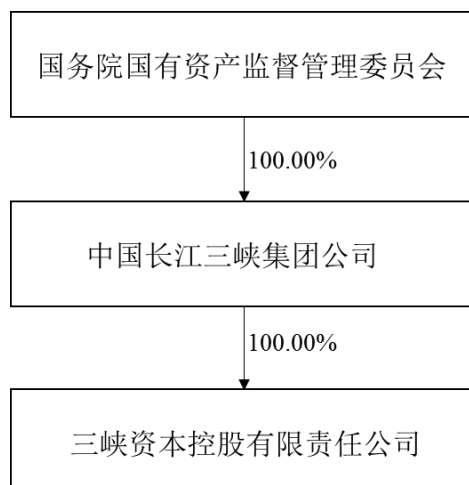 国务院国有资产监督管理委员会
100.00%
中国长江三峡集团公司
100.00%
三峡资本控股有限责任公司